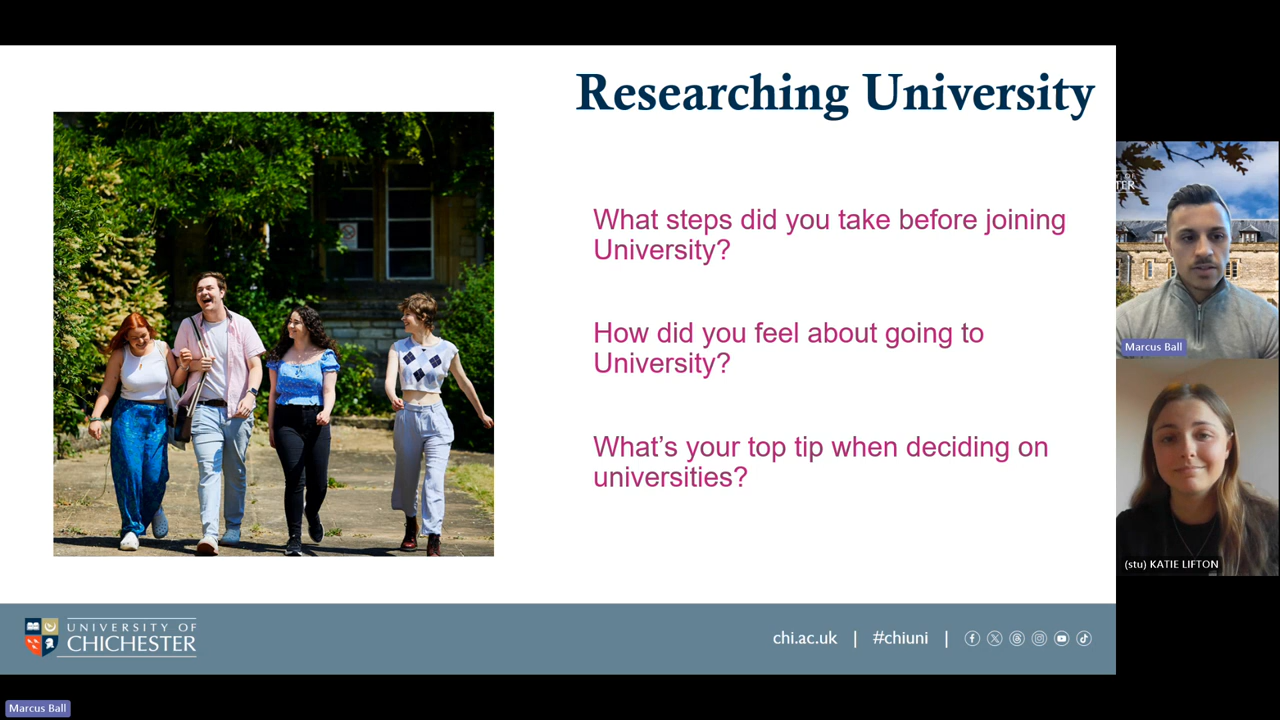 Researching University
What steps did you take before joining
University?
How did you feel about going to
University?
What's your top tip when deciding on
universities?
UNIVERSITY OF
CHICHESTER
chi.ac.uk | #chiuni |
TER
Marcus Ball
(stu) KATIE LIFTON
Marcus Ball